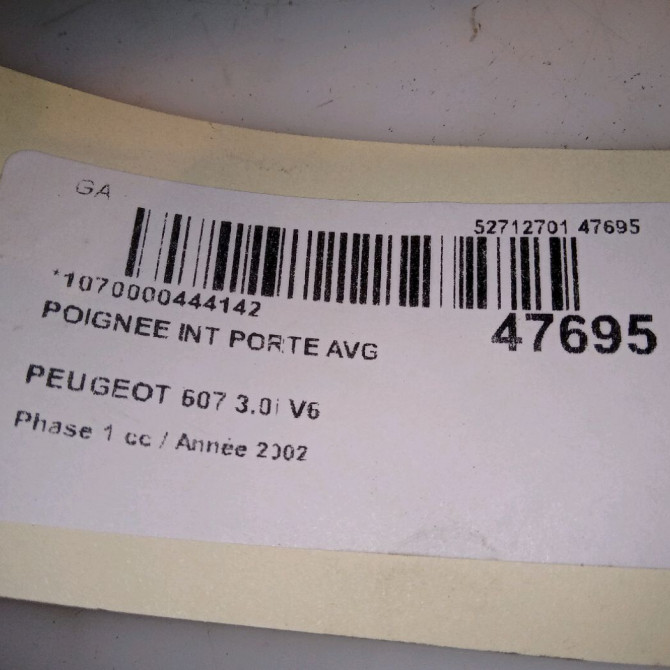 GA
52712701 47695
*1070000444142
47695
POIGNEE INT PORTE AVG
PEUGEOT 607 3.0i V6
Phase 1 cc / Année 2002